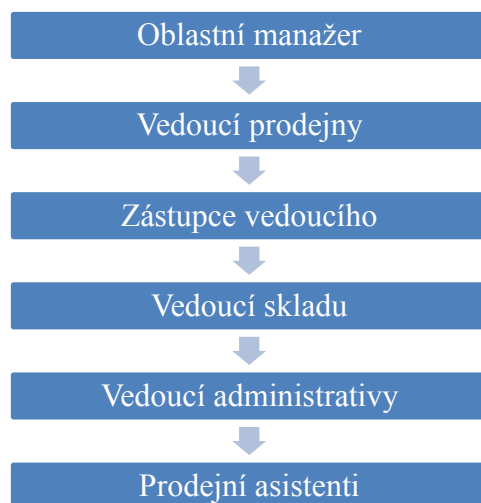 Oblastní manažer
Vedoucí prodejny
Zástupce vedoucího
Vedoucí skladu
Vedoucí administrativy
Prodejní asistenti